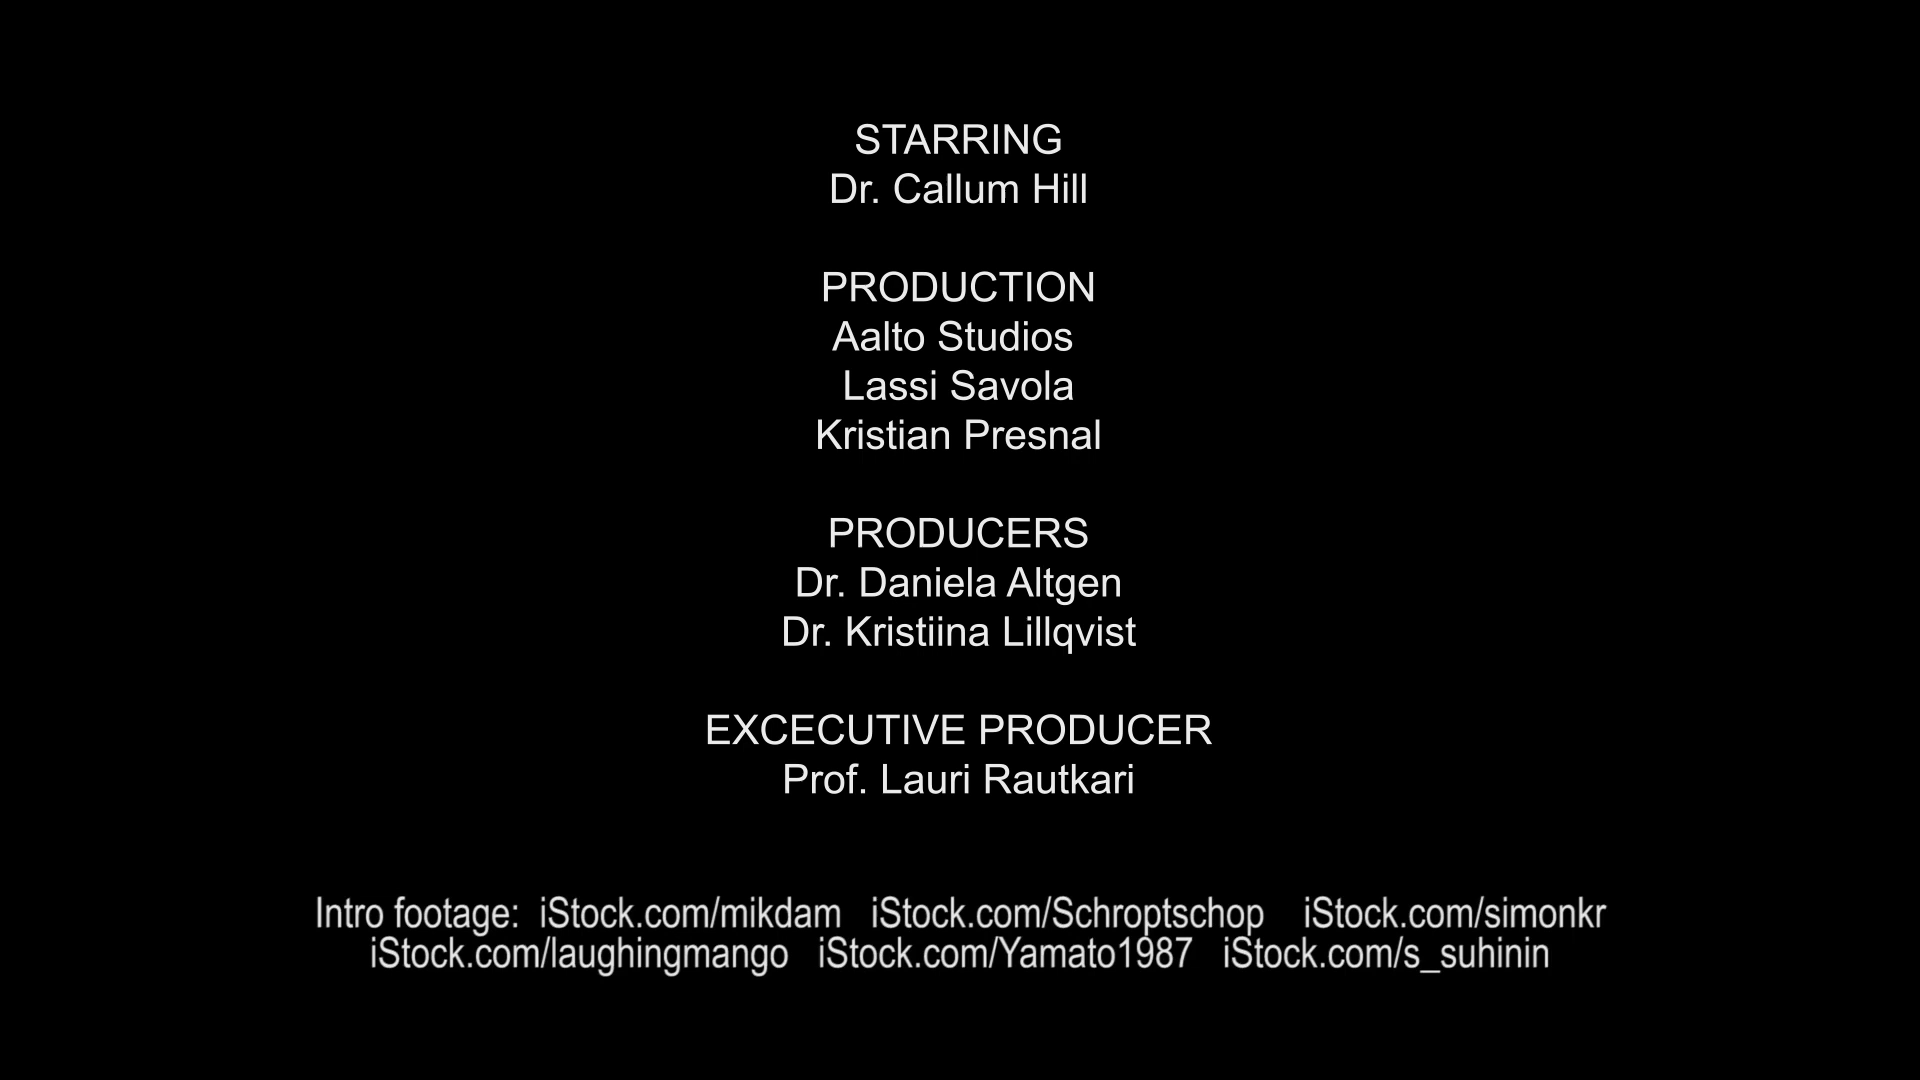 STARRING
Dr. Callum Hill
PRODUCTION
Aalto Studios
Lassi Savola
Kristian Presnal
PRODUCERS
Dr. Daniela Altgen
Dr. Kristiina Lillqvist
EXCECUTIVE PRODUCER
Prof. Lauri Rautkari
Intro footage: iStock.com/mikdam iStock.com/Schroptschop iStock.com/simonkr
iStock.com/laughingmango iStock.com/Yamato1987 iStock.com/s_suhinin